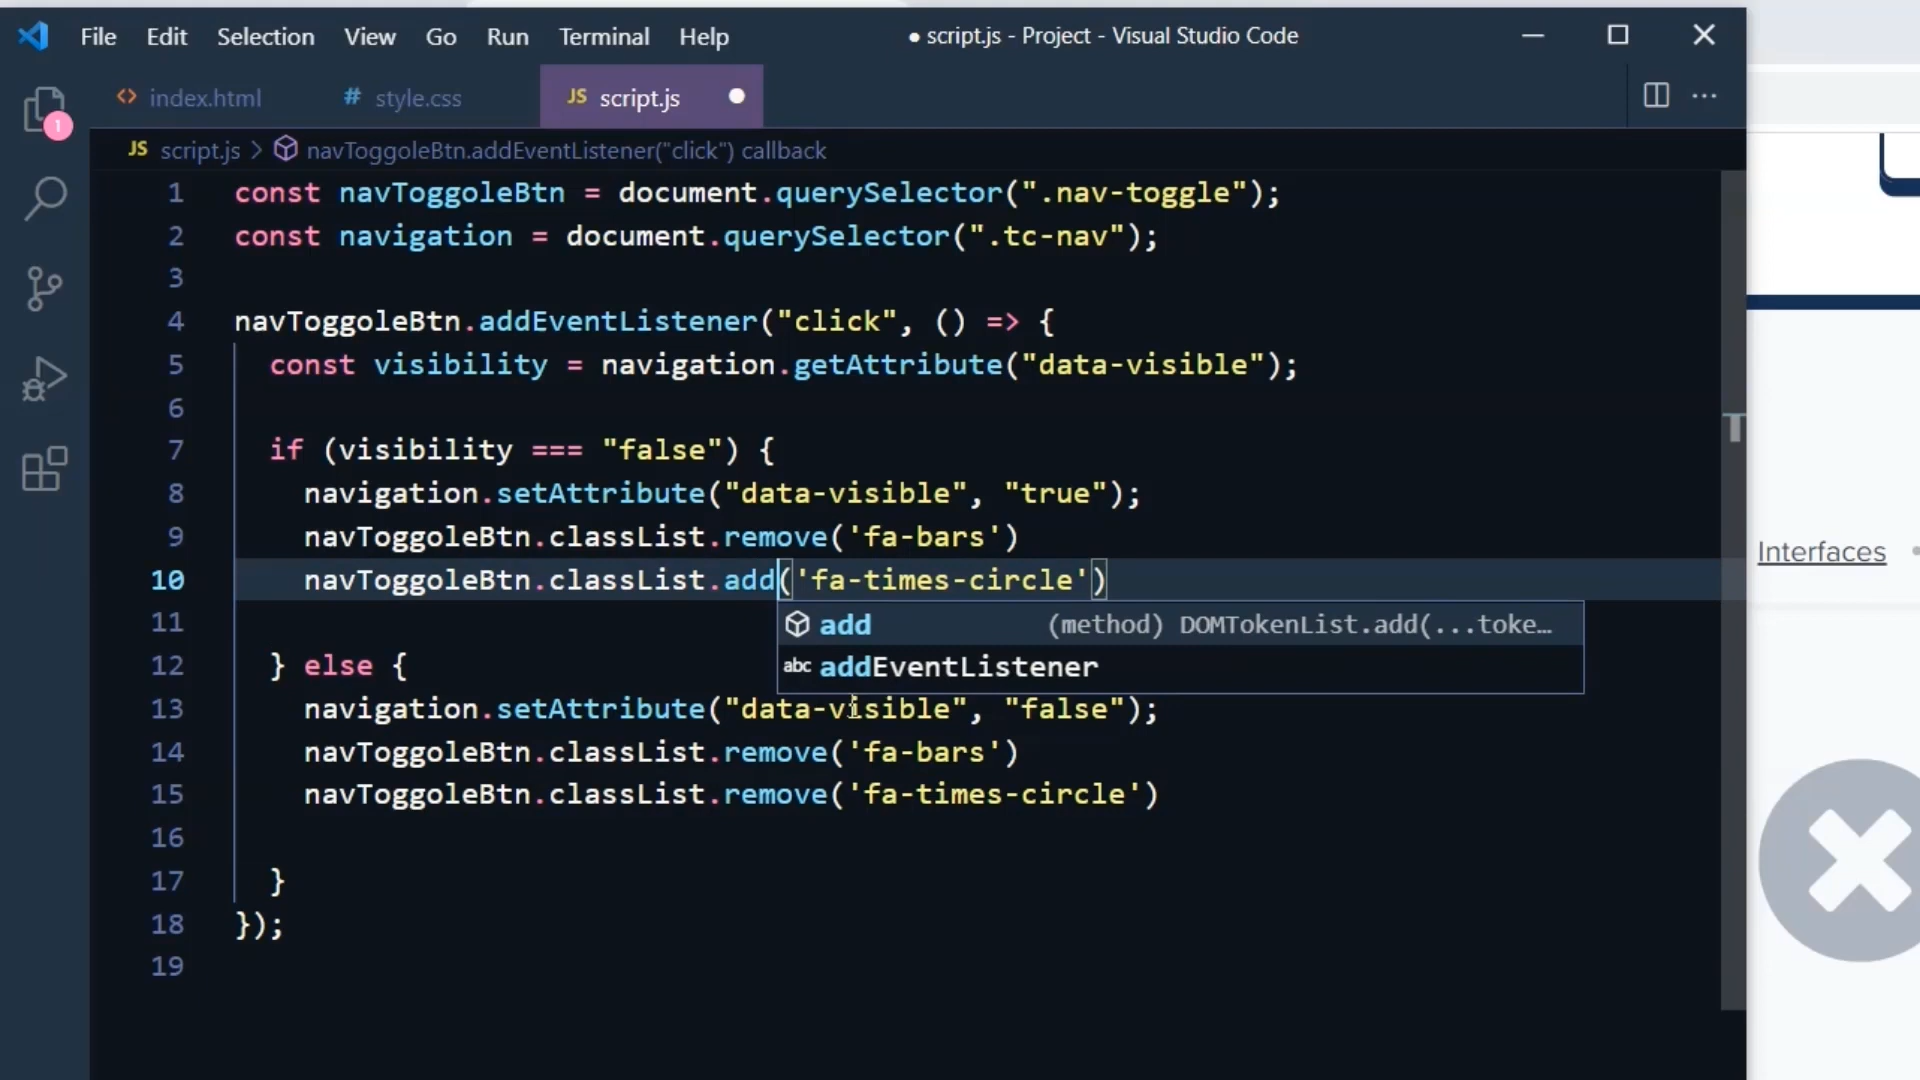 File Edit Selection View Go Run Terminal Help ● script.js - Project - Visual Studio Code
<> index.html # style.css JS script.js ●
1
JS script.js > navToggoleBtn.addEventListener("click") callback
1 const navToggoleBtn = document.querySelector(".nav-toggle");
2 const navigation = document.querySelector(".tc-nav");
3
4 navToggoleBtn.addEventListener("click", () => {
5 const visibility = navigation.getAttribute("data-visible");
6
7 if (visibility === "false") {
8 navigation.setAttribute("data-visible", "true");
9 navToggoleBtn.classList.remove('fa-bars')
10 navToggoleBtn.classList.add('fa-times-circle')
11
add (method) DOMTokenList.add(...toke…
12 } else {
abc addEventListener
13 navigation.setAttribute("data-visible", "false");
14 navToggoleBtn.classList.remove('fa-bars')
15 navToggoleBtn.classList.remove('fa-times-circle')
16
17 }
18 });
19
Interfaces